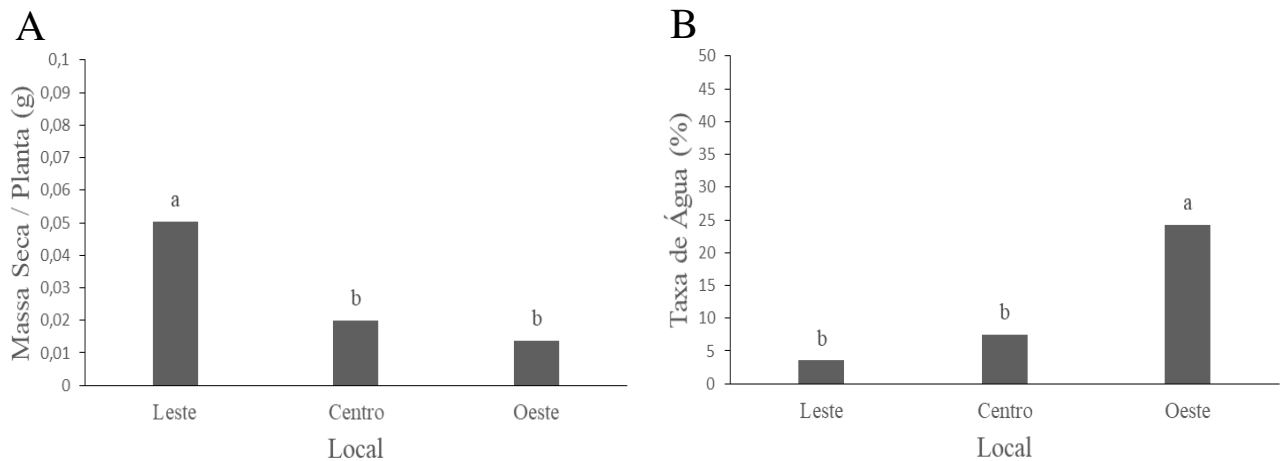 A
Massa Seca / Planta (g)
0,1
0,09
0,08
0,07
0,06
0,05
0,04
0,03
0,02
0,01
0
a
b
b
Leste Centro Oeste
Local
B
Taxa de Água (%)
50
45
40
35
30
25
20
15
10
5
0
b
b
a
Leste Centro Oeste
Local